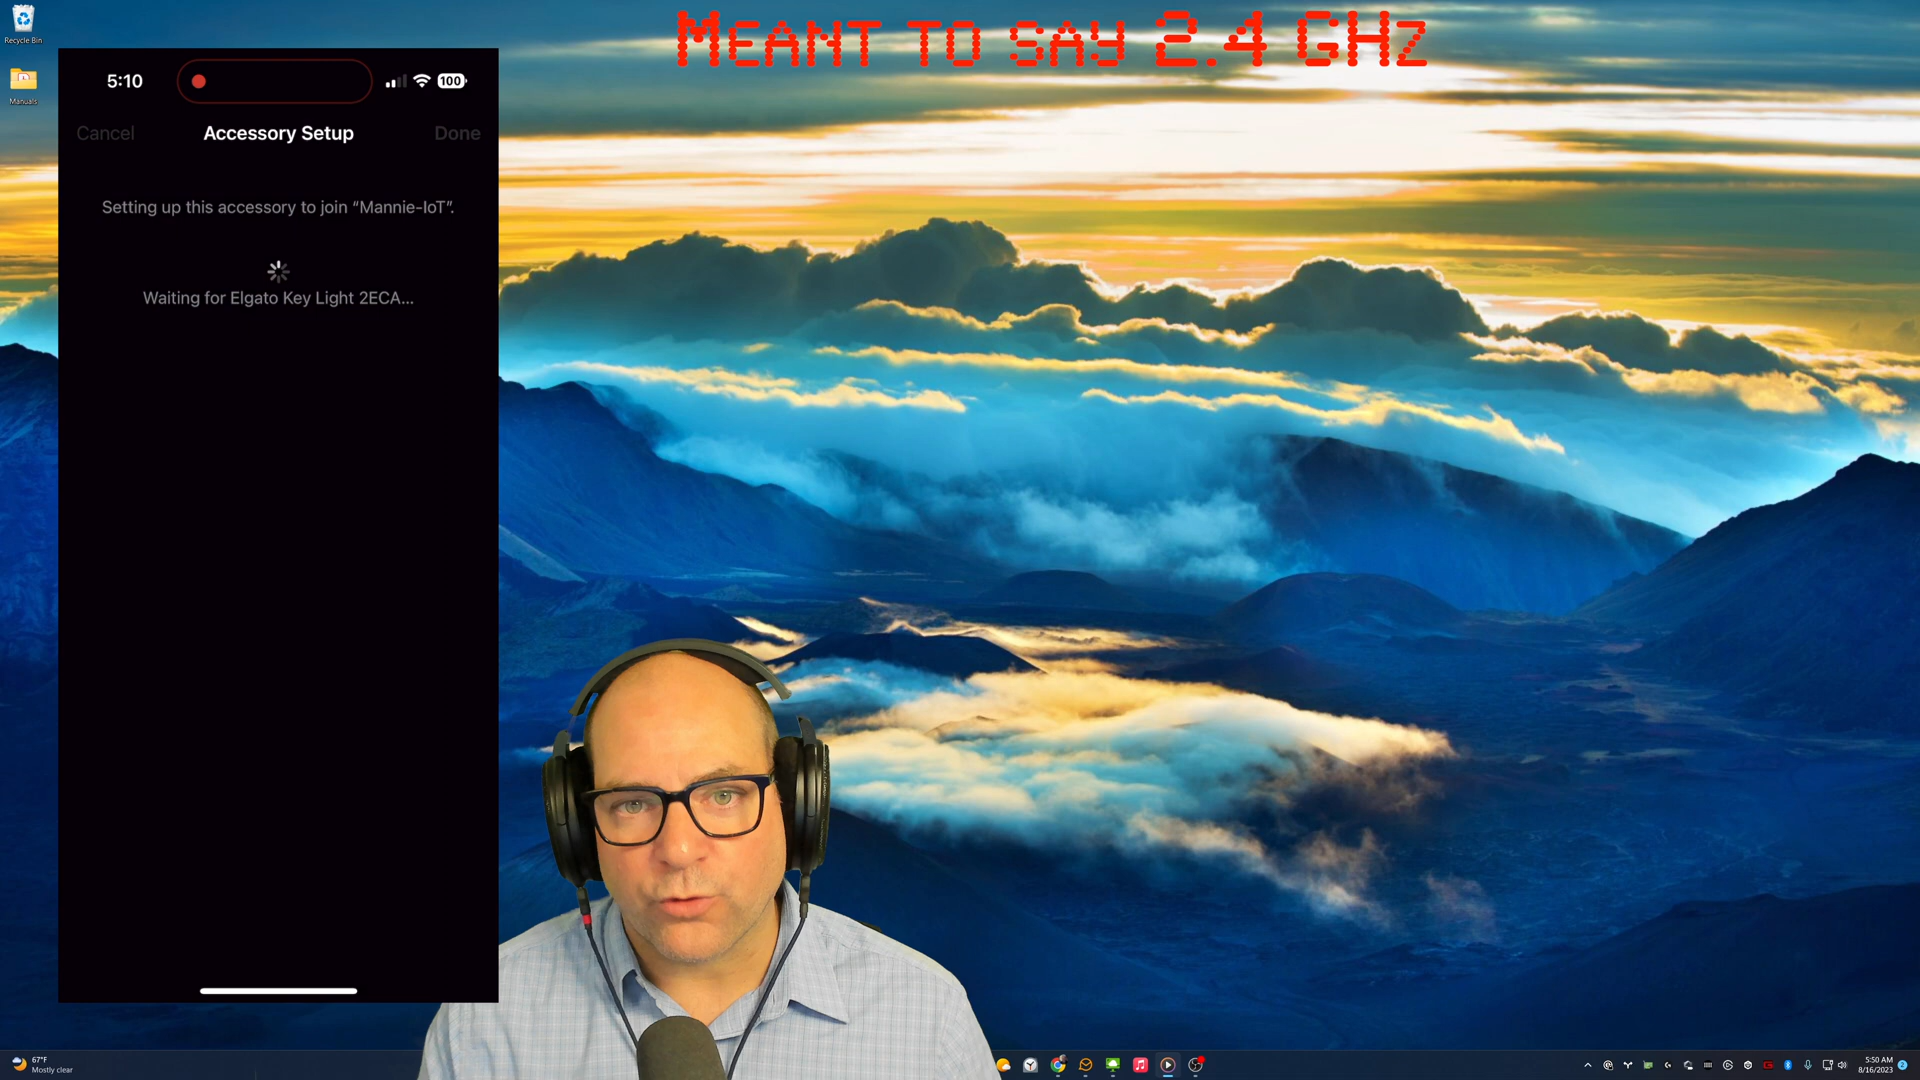 Meant to say 2.4 GHz
Recycle Bin
Manuals
5:10
100
Cancel
Accessory Setup
Done
Setting up this accessory to join “Mannie-IoT”.
Waiting for Elgato Key Light 2ECA...
67°F
Mostly clear
5:50 AM
8/16/2023